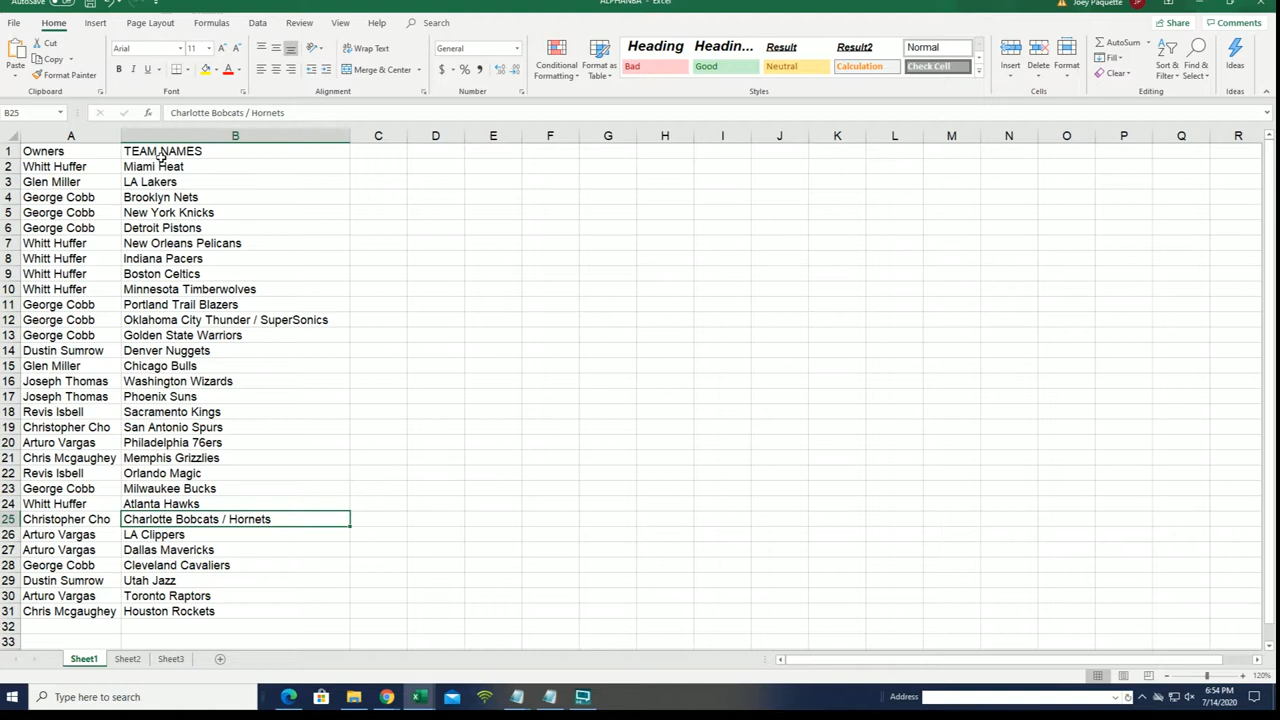 AutoSave ALPHANBA - Excel Joey Paquette JP
File Home Insert Page Layout Formulas Data Review View Help Search Share Comments
Paste Cut Copy Format Painter Clipboard
Arial 11 B I U A A Font
Wrap Text Merge & Center Alignment
General $ % Number
Conditional Formatting Format as Table
Heading Headin... Result Result2 Normal
Bad Good Neutral Calculation Check Cell
Styles
Insert Delete Format Cells
AutoSum Fill Clear Sort & Filter Find & Select Editing
Ideas Ideas
B25 fx Charlotte Bobcats / Hornets
A B C D E F G H I J K L M N O P Q R
1 Owners TEAM NAMES
2 Whitt Huffer Miami Heat
3 Glen Miller LA Lakers
4 George Cobb Brooklyn Nets
5 George Cobb New York Knicks
6 George Cobb Detroit Pistons
7 Whitt Huffer New Orleans Pelicans
8 Whitt Huffer Indiana Pacers
9 Whitt Huffer Boston Celtics
10 Whitt Huffer Minnesota Timberwolves
11 George Cobb Portland Trail Blazers
12 George Cobb Oklahoma City Thunder / SuperSonics
13 George Cobb Golden State Warriors
14 Dustin Sumrow Denver Nuggets
15 Glen Miller Chicago Bulls
16 Joseph Thomas Washington Wizards
17 Joseph Thomas Phoenix Suns
18 Revis Isbell Sacramento Kings
19 Christopher Cho San Antonio Spurs
20 Arturo Vargas Philadelphia 76ers
21 Chris Mcgaughey Memphis Grizzlies
22 Revis Isbell Orlando Magic
23 George Cobb Milwaukee Bucks
24 Whitt Huffer Atlanta Hawks
25 Christopher Cho Charlotte Bobcats / Hornets
26 Arturo Vargas LA Clippers
27 Arturo Vargas Dallas Mavericks
28 George Cobb Cleveland Cavaliers
29 Dustin Sumrow Utah Jazz
30 Arturo Vargas Toronto Raptors
31 Chris Mcgaughey Houston Rockets
32
33
Sheet1 Sheet2 Sheet3
120%
Type here to search Address 6:54 PM
7/14/2020